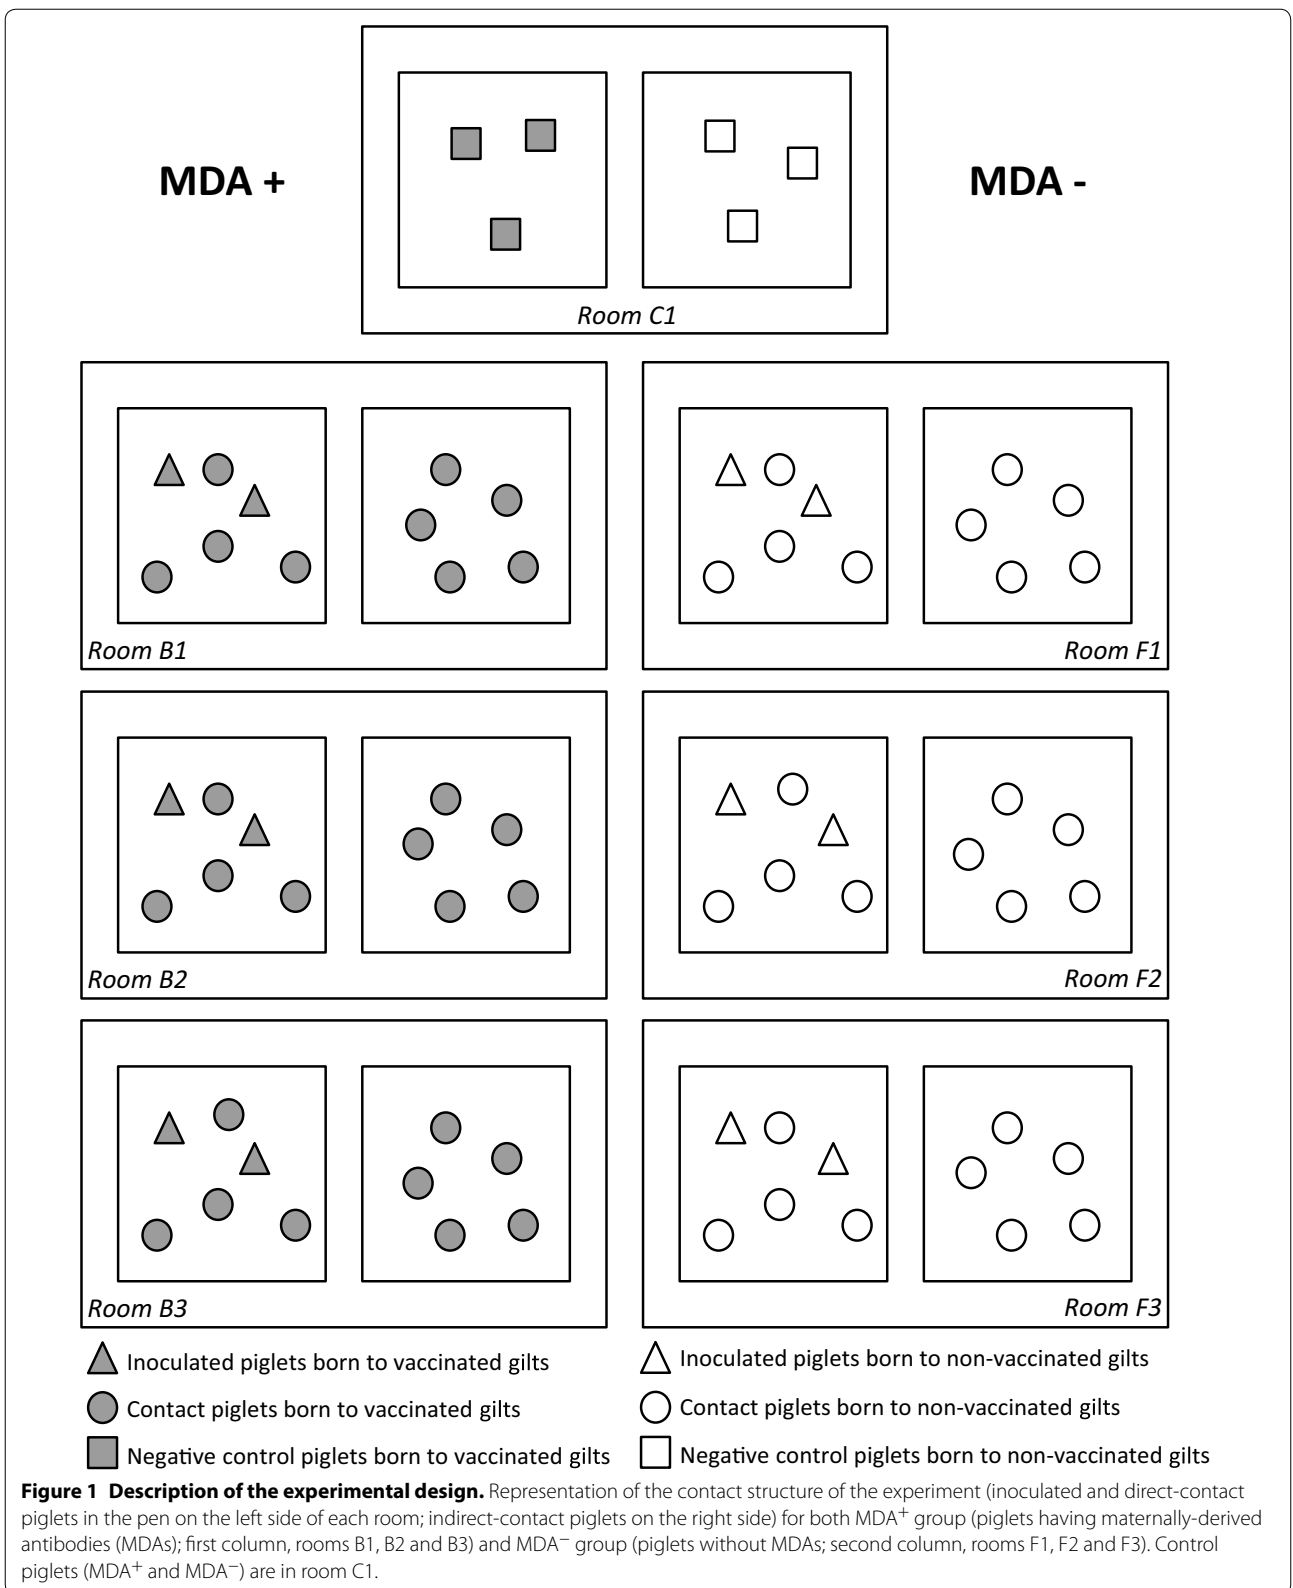 MDA +
MDA -
Room C1
Room B1
Room F1
Room B2
Room F2
Room B3
Room F3
Inoculated piglets born to vaccinated gilts
Inoculated piglets born to non-vaccinated gilts
Contact piglets born to vaccinated gilts
Contact piglets born to non-vaccinated gilts
Negative control piglets born to vaccinated gilts
Negative control piglets born to non-vaccinated gilts
Figure 1 Description of the experimental design. Representation of the contact structure of the experiment (inoculated and direct-contact
piglets in the pen on the left side of each room; indirect-contact piglets on the right side) for both MDA⁺ group (piglets having maternally-derived
antibodies (MDAs); first column, rooms B1, B2 and B3) and MDA⁻ group (piglets without MDAs; second column, rooms F1, F2 and F3). Control
piglets (MDA⁺ and MDA⁻) are in room C1.